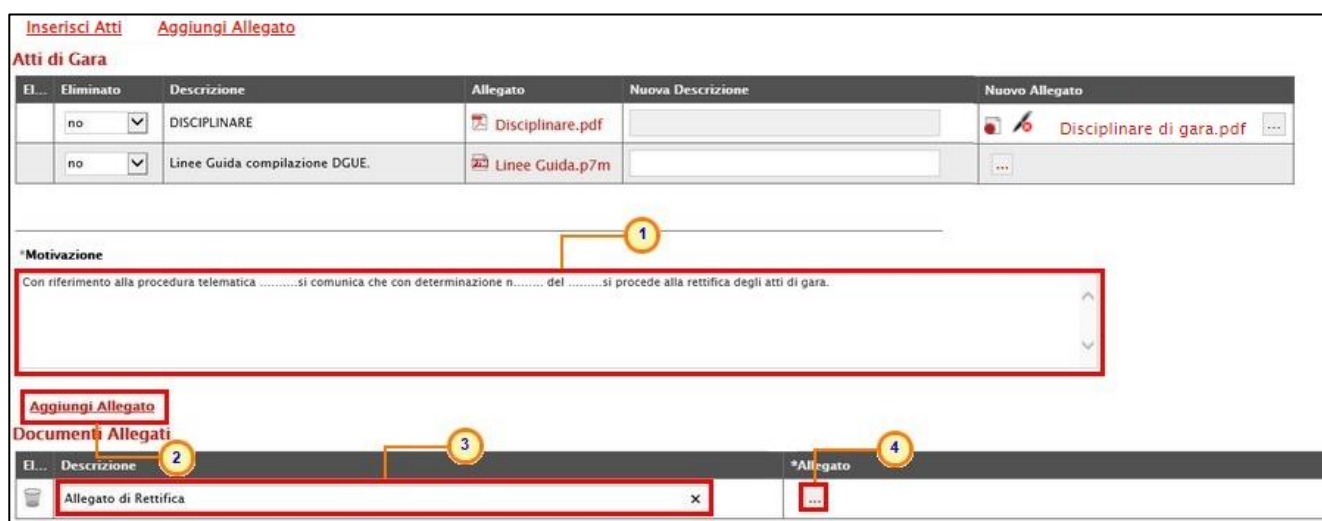 Inserisci Atti Aggiungi Allegato
Atti di Gara
El... Eliminato Descrizione Allegato Nuova Descrizione Nuovo Allegato
no DISCIPLINARE Disciplinare.pdf Disciplinare di gara.pdf ...
no Linee Guida compilazione DGUE. Linee Guida.p7m ...
1
*Motivazione
Con riferimento alla procedura telematica ..........si comunica che con determinazione n........ del .........si procede alla rettifica degli atti di gara.
Aggiungi Allegato
Documenti Allegati
2 3 4
El... Descrizione *Allegato
Allegato di Rettifica × ...